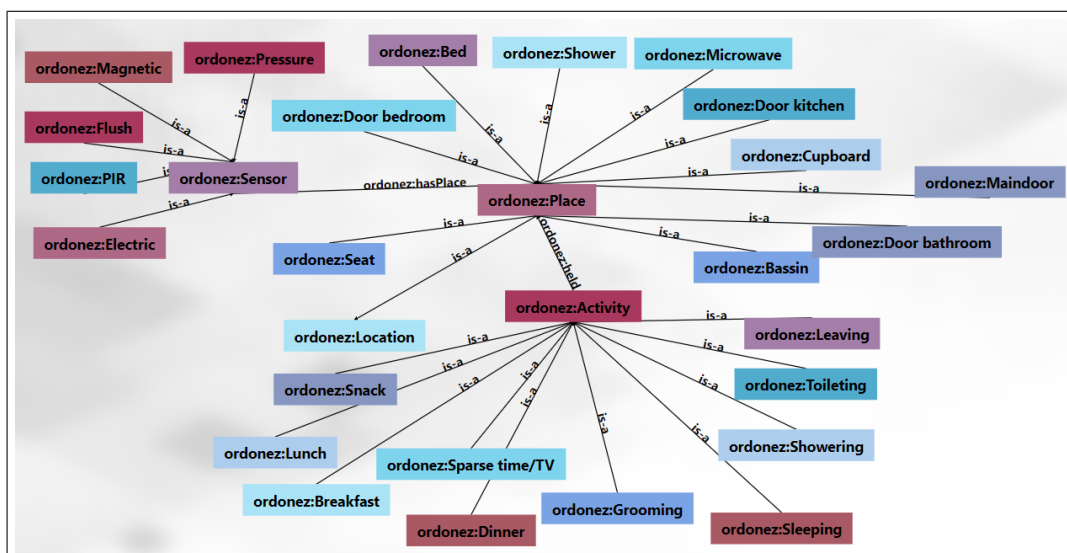 ordonez:Bed
ordonez:Shower
ordonez:Microwave
ordonez:Pressure
ordonez:Magnetic
is-a
is-a
is-a
is-a
ordonez:Door bedroom
ordonez:Door kitchen
is-a
is-a
is-a
ordonez:Flush
is-a
is-a
ordonez:Cupboard
is-a
ordonez:PIR
ordonez:Sensor
ordonez:hasPlace
is-a
ordonez:Maindoor
is-a
ordonez:Place
is-a
is-a
is-a
ordonez:Electric
is-a
ordonez:Door bathroom
ordonez:Seat
is-a
ordonez:held
ordonez:Bassin
ordonez:Activity
is-a
ordonez:Location
is-a
ordonez:Leaving
is-a
is-a
is-a
is-a
ordonez:Snack
is-a
ordonez:Toileting
is-a
is-a
is-a
is-a
ordonez:Lunch
ordonez:Showering
ordonez:Sparse time/TV
ordonez:Breakfast
ordonez:Grooming
ordonez:Dinner
ordonez:Sleeping